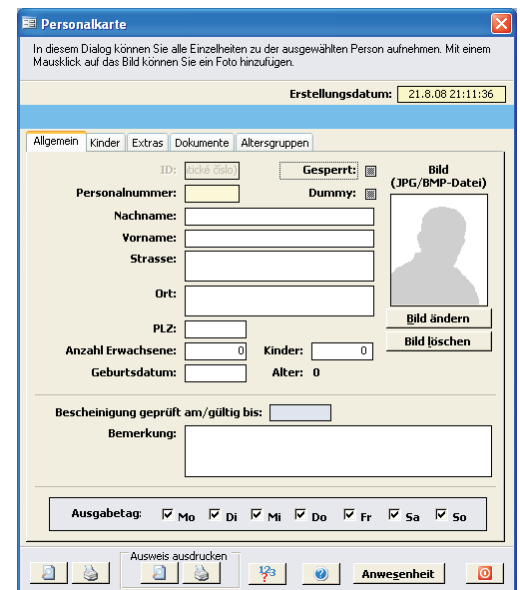 Personalkarte
In diesem Dialog können Sie alle Einzelheiten zu der ausgewählten Person aufnehmen. Mit einem
Mausklick auf das Bild können Sie ein Foto hinzufügen.
Erstellungsdatum: 21.8.08 21:11:36
Allgemein Kinder Extras Dokumente Altersgruppen
ID: atické číslo) Gesperrt: Bild
(JPG/BMP-Datei)
Personalnummer: Dummy:
Nachname:
Vorname:
Strasse:
Ort:
Bild ändern
PLZ:
Bild löschen
Anzahl Erwachsene: 0 Kinder: 0
Geburtsdatum: Alter: 0
Bescheinigung geprüft am/gültig bis:
Bemerkung:
Ausgabetag: Mo Di Mi Do Fr Sa So
Ausweis ausdrucken
123 ? Anwesenheit